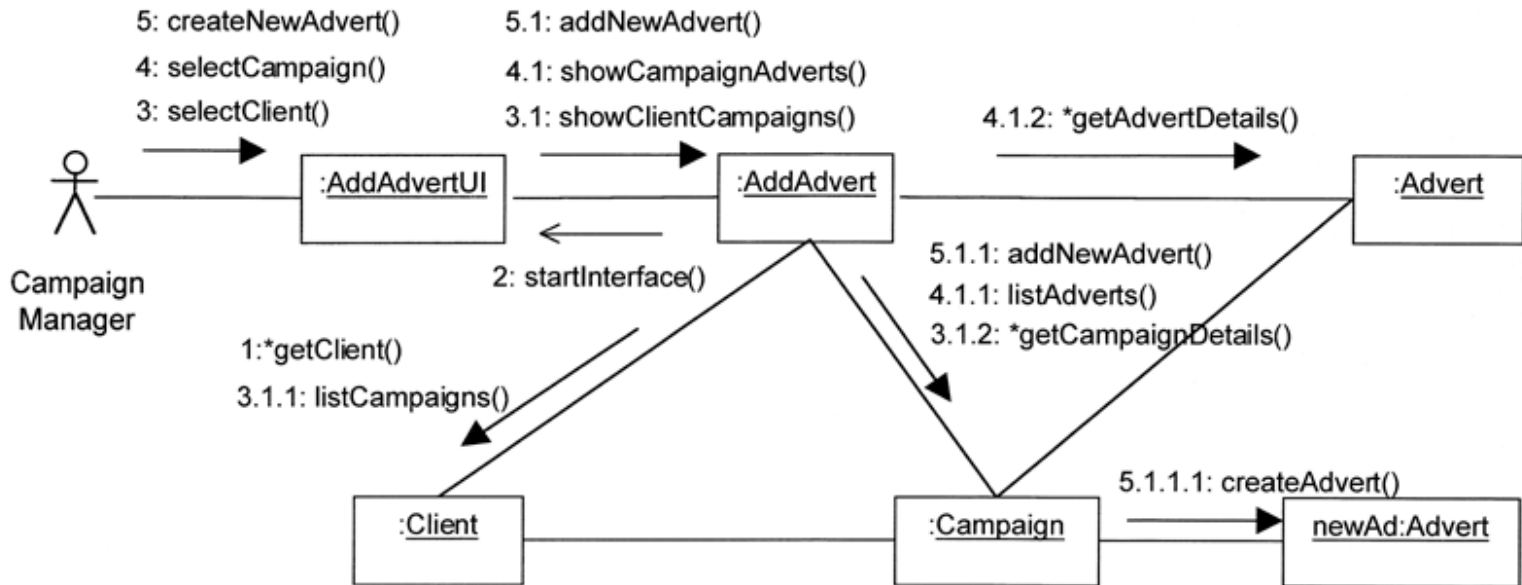 5: createNewAdvert()
4: selectCampaign()
3: selectClient()
5.1: addNewAdvert()
4.1: showCampaignAdverts()
3.1: showClientCampaigns()
4.1.2: *getAdvertDetails()
:AddAdvertUI
:AddAdvert
:Advert
Campaign
Manager
2: startInterface()
5.1.1: addNewAdvert()
4.1.1: listAdverts()
3.1.2: *getCampaignDetails()
1:*getClient()
3.1.1: listCampaigns()
5.1.1.1: createAdvert()
:Client
:Campaign
newAd:Advert